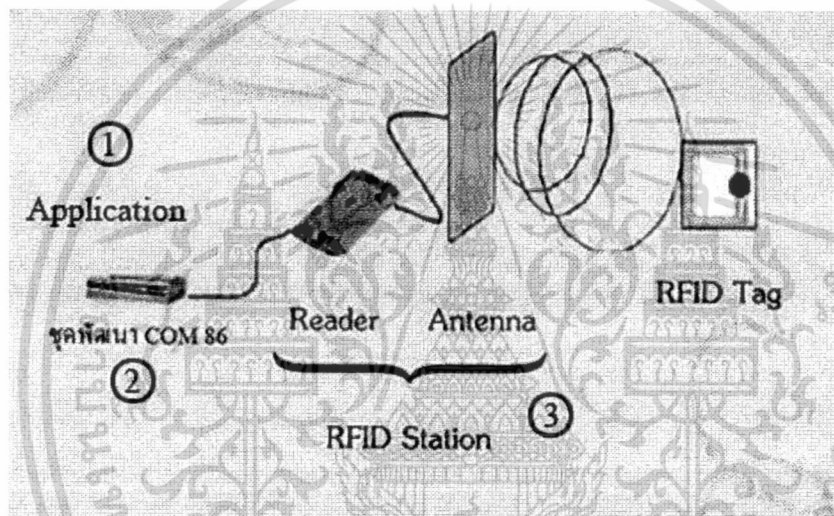 ①
Application
ชุดพัฒนา COM 86
②
Reader
Antenna
RFID Tag
RFID Station
③